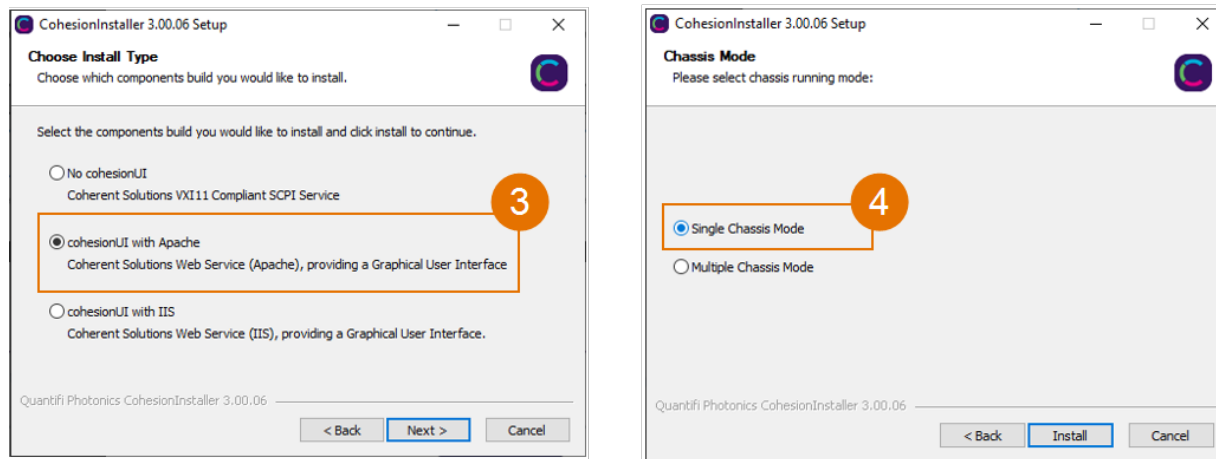 CohesionInstaller 3.00.06 Setup
Choose Install Type
Choose which components build you would like to install.
Select the components build you would like to install and click install to continue.
No cohesionUI
Coherent Solutions VXI11 Compliant SCPI Service
3
cohesionUI with Apache
Coherent Solutions Web Service (Apache), providing a Graphical User Interface
cohesionUI with IIS
Coherent Solutions Web Service (IIS), providing a Graphical User Interface.
Quantifi Photonics CohesionInstaller 3.00.06
< Back Next > Cancel
CohesionInstaller 3.00.06 Setup
Chassis Mode
Please select chassis running mode:
4
Single Chassis Mode
Multiple Chassis Mode
Quantifi Photonics CohesionInstaller 3.00.06
< Back Install Cancel